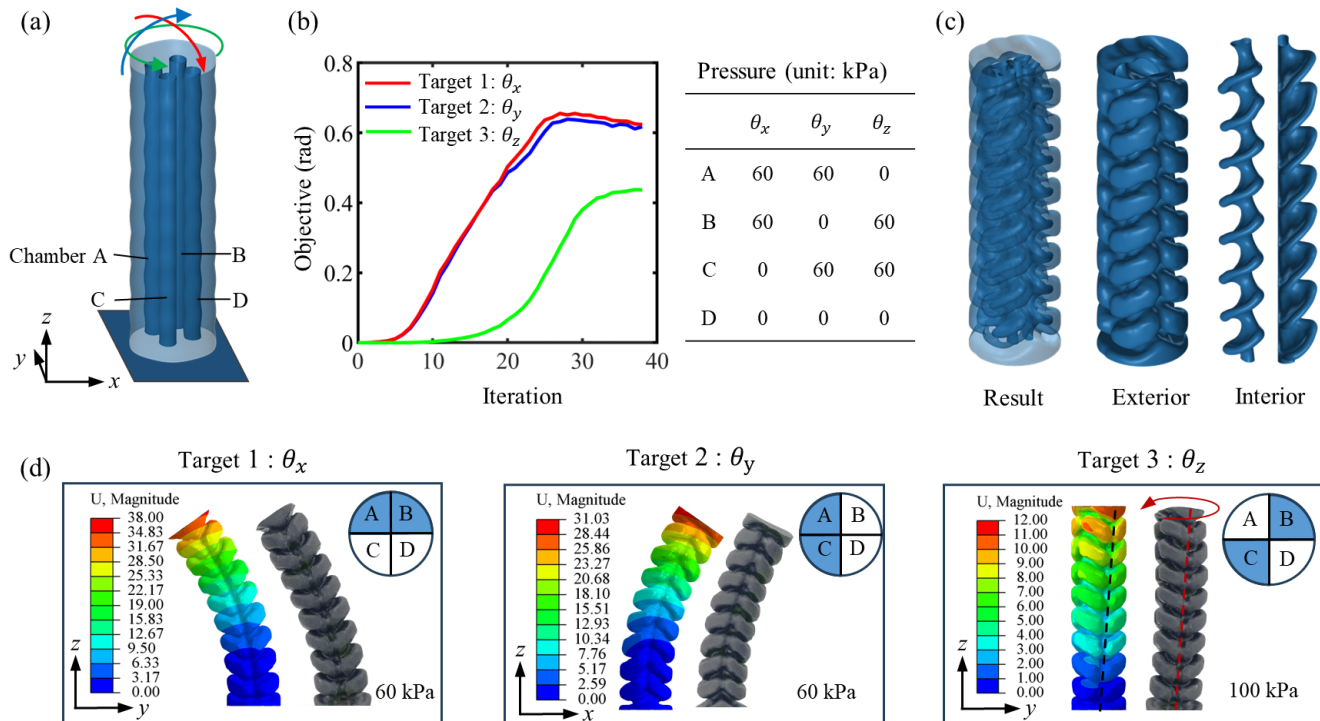 (a)
Chamber A
B
C
D
z
y
x
(b)
Target 1: θx
Target 2: θy
Target 3: θz
Objective (rad)
0.8
0.6
0.4
0.2
0
0 10 20 30 40
Iteration
Pressure (unit: kPa)
θx θy θz
A 60 60 0
B 60 0 60
C 0 60 60
D 0 0 0
(c)
Result Exterior Interior
(d)
Target 1 : θx
U, Magnitude
38.00
34.83
31.67
28.50
25.33
22.17
19.00
15.83
12.67
9.50
6.33
3.17
0.00
A B
C D
z
y
60 kPa
Target 2 : θy
U, Magnitude
31.03
28.44
25.86
23.27
20.68
18.10
15.51
12.93
10.34
7.76
5.17
2.59
0.00
A B
C D
z
x
60 kPa
Target 3 : θz
U, Magnitude
12.00
11.00
10.00
9.00
8.00
7.00
6.00
5.00
4.00
3.00
2.00
1.00
0.00
A B
C D
z
y
100 kPa